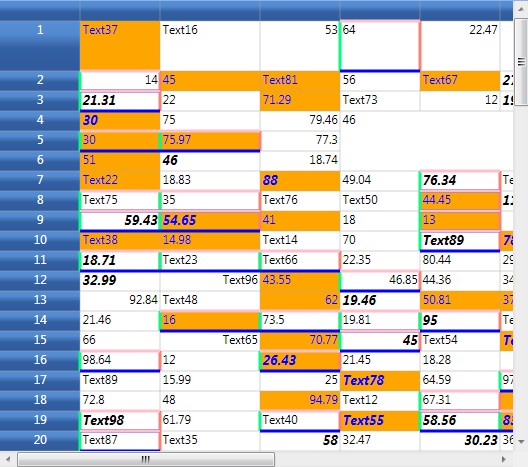 1 Text37 Text16 53 64 22.47
2 14 45 Text81 56 Text67
3 21.31 22 71.29 Text73 12
4 30 75 79.46 46
5 30 75.97 77.3
6 51 46 18.74
7 Text22 18.83 88 49.04 76.34
8 Text75 35 Text76 Text50 44.45
9 59.43 54.65 41 18 13
10 Text38 14.98 Text14 70 Text89
11 18.71 Text23 Text66 22.35 80.44
12 32.99 Text96 43.55 46.85 44.36
13 92.84 Text48 62 19.46 50.81
14 21.46 16 73.5 19.81 95
15 66 Text65 70.77 45 Text54
16 98.64 12 26.43 21.45 18.28
17 Text89 15.99 25 Text78 64.59
18 72.8 48 94.79 Text12 67.31
19 Text98 61.79 Text40 Text55 58.56
20 Text87 Text35 58 32.47 30.23